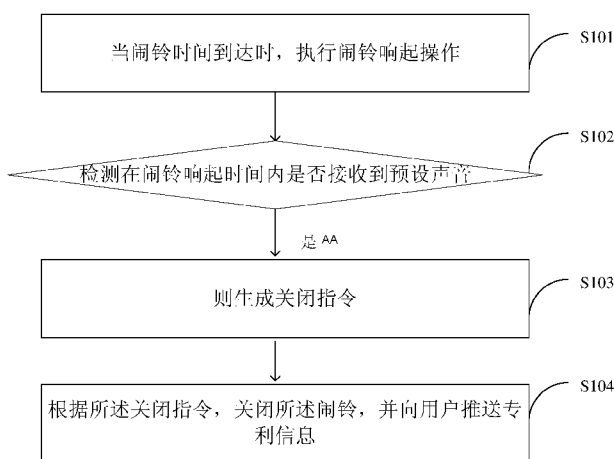 当闹铃时间到达时，执行闹铃响起操作
S101
检测在闹铃响起时间内是否接收到预设声音
S102
是 AA
则生成关闭指令
S103
根据所述关闭指令，关闭所述闹铃，并向用户推送专
利信息
S104